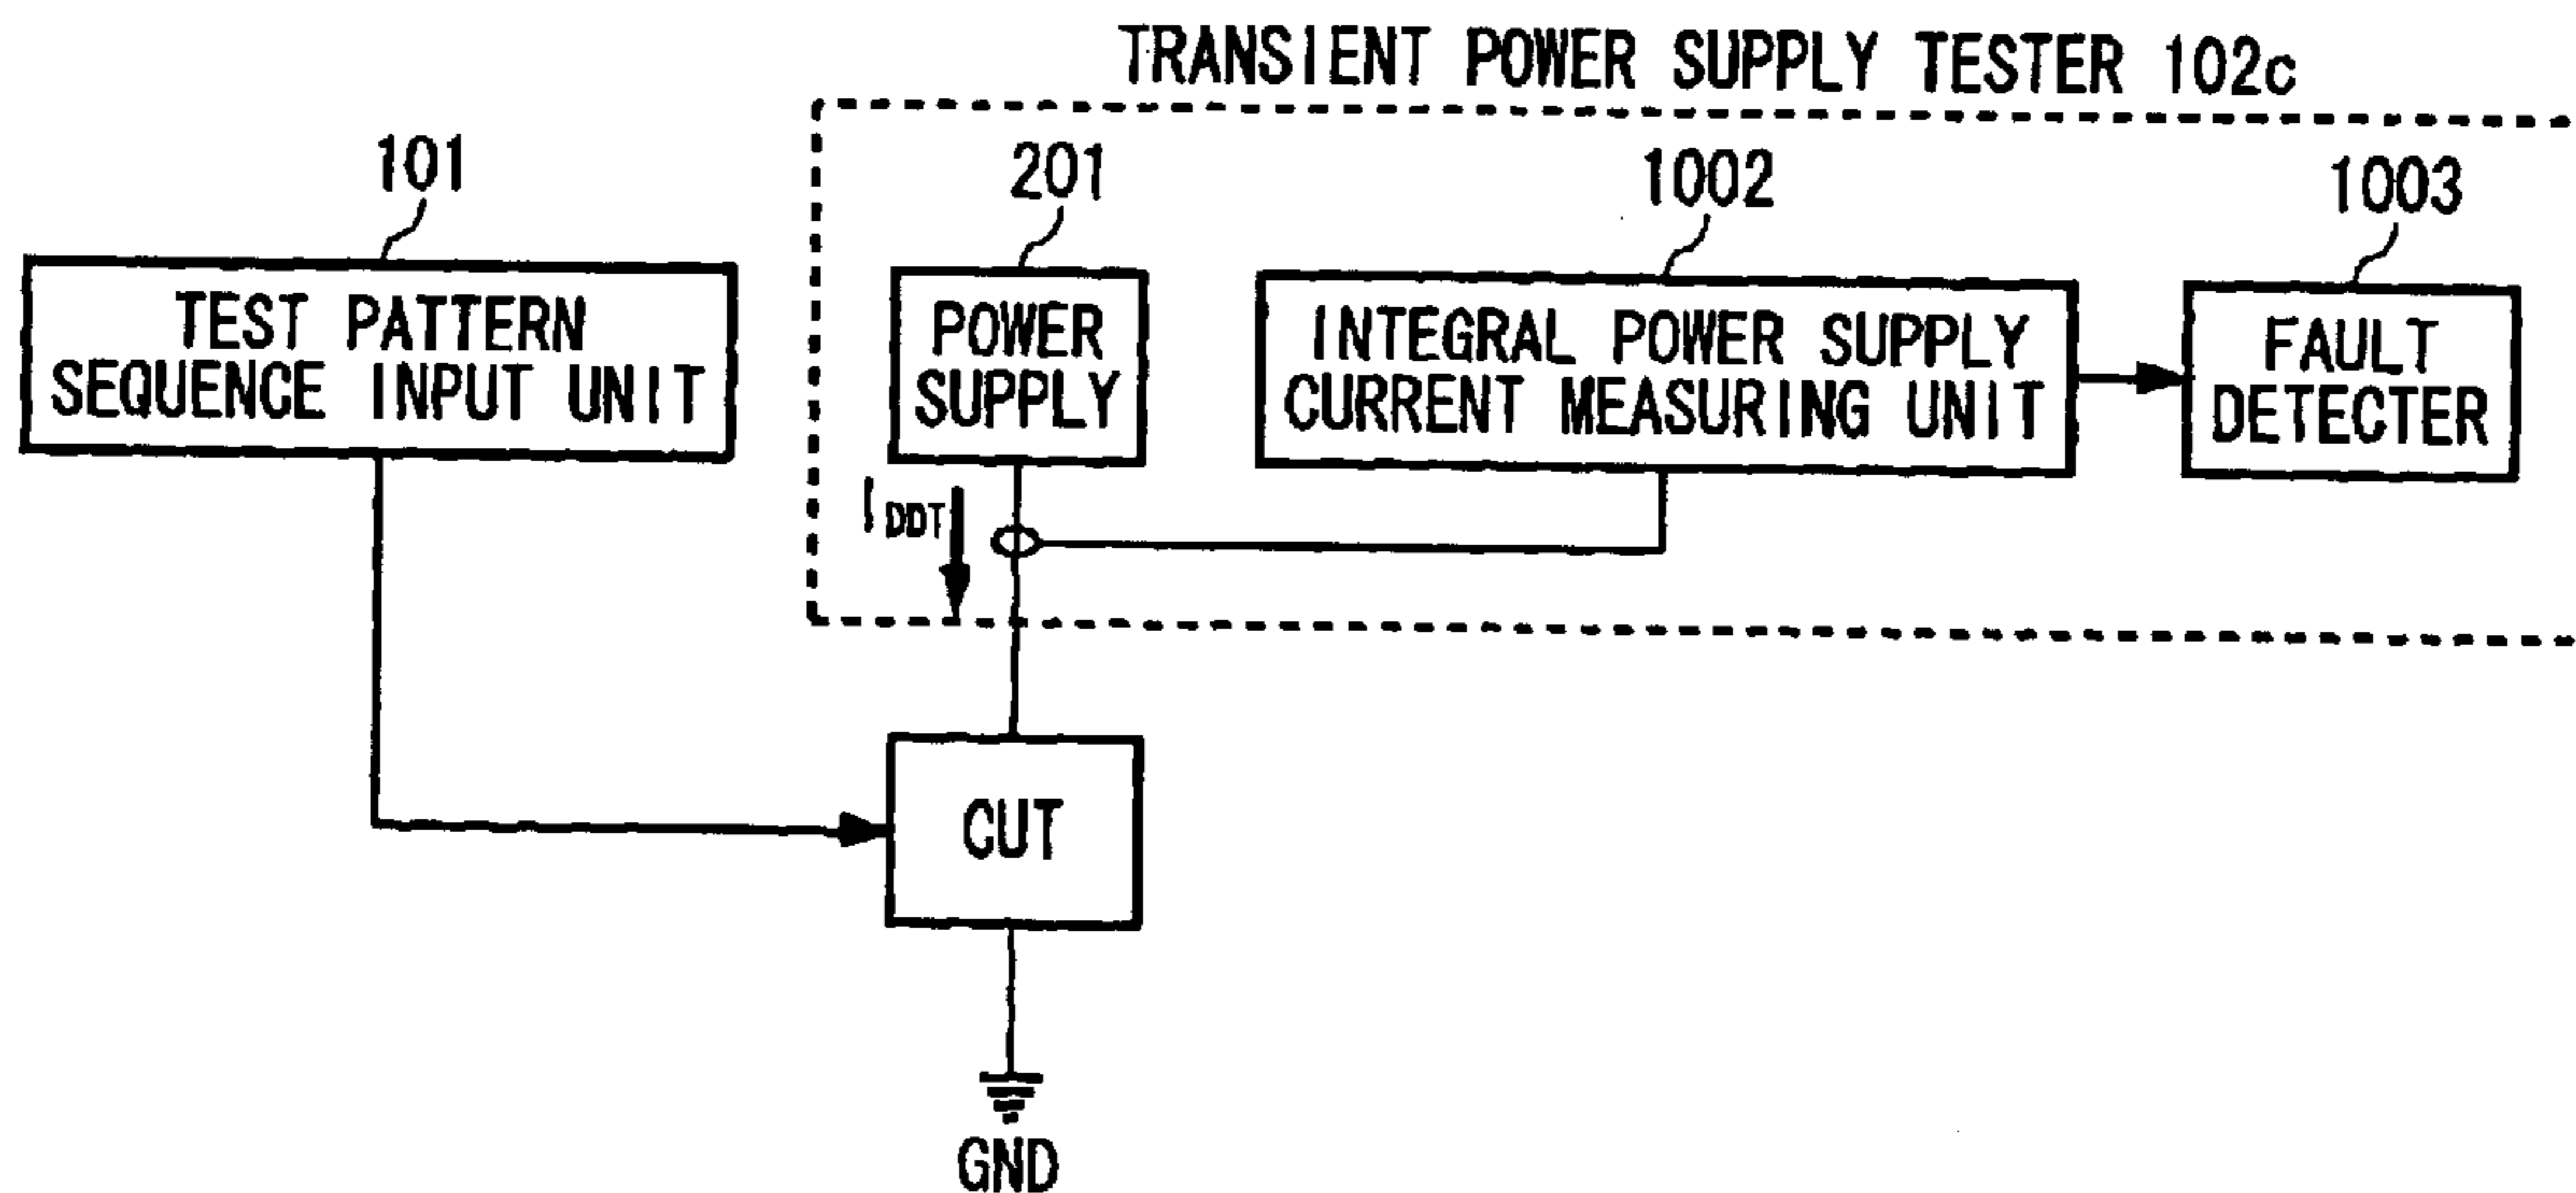 TRANSIENT POWER SUPPLY TESTER 102c
101
201
1002
1003
TEST PATTERN
SEQUENCE INPUT UNIT
POWER
SUPPLY
INTEGRAL POWER SUPPLY
CURRENT MEASURING UNIT
FAULT
DETECTER
IDDT
CUT
GND